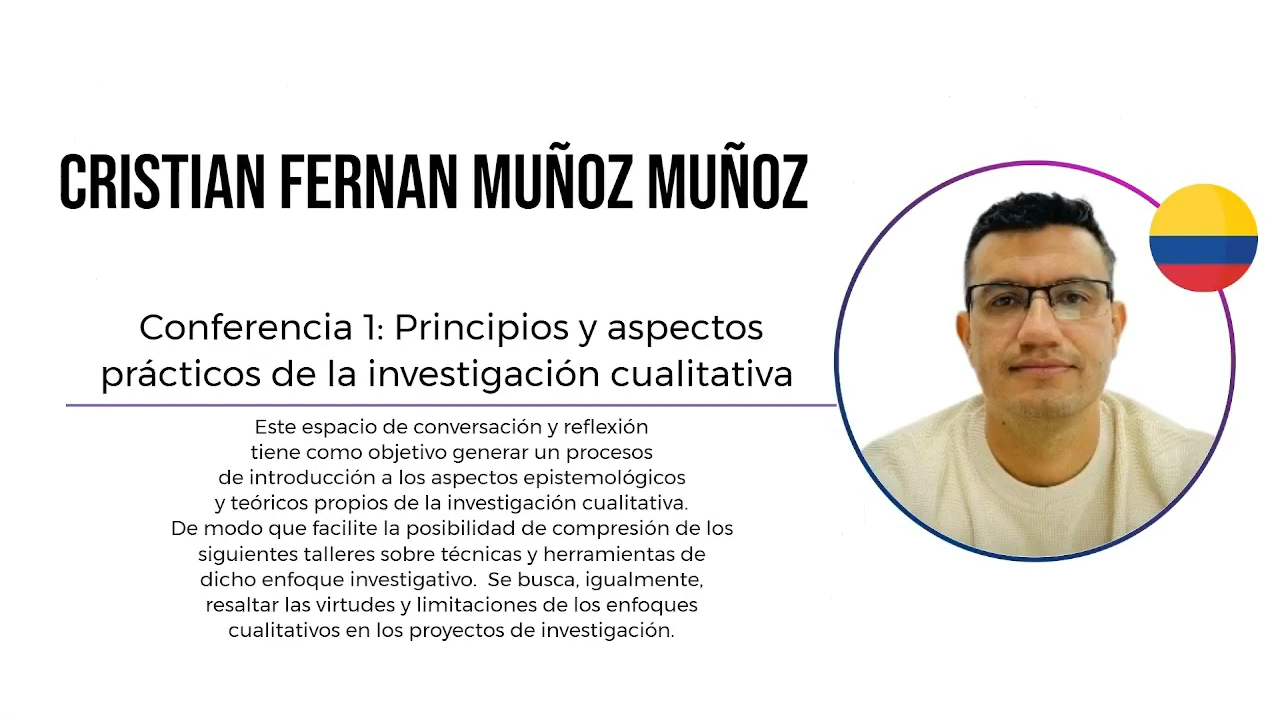 CRISTIAN FERNAN MUÑOZ MUÑOZ
Conferencia 1: Principios y aspectos
prácticos de la investigación cualitativa
Este espacio de conversación y reflexión
tiene como objetivo generar un procesos
de introducción a los aspectos epistemológicos
y teóricos propios de la investigación cualitativa.
De modo que facilite la posibilidad de compresión de los
siguientes talleres sobre técnicas y herramientas de
dicho enfoque investigativo.  Se busca, igualmente,
resaltar las virtudes y limitaciones de los enfoques
cualitativos en los proyectos de investigación.